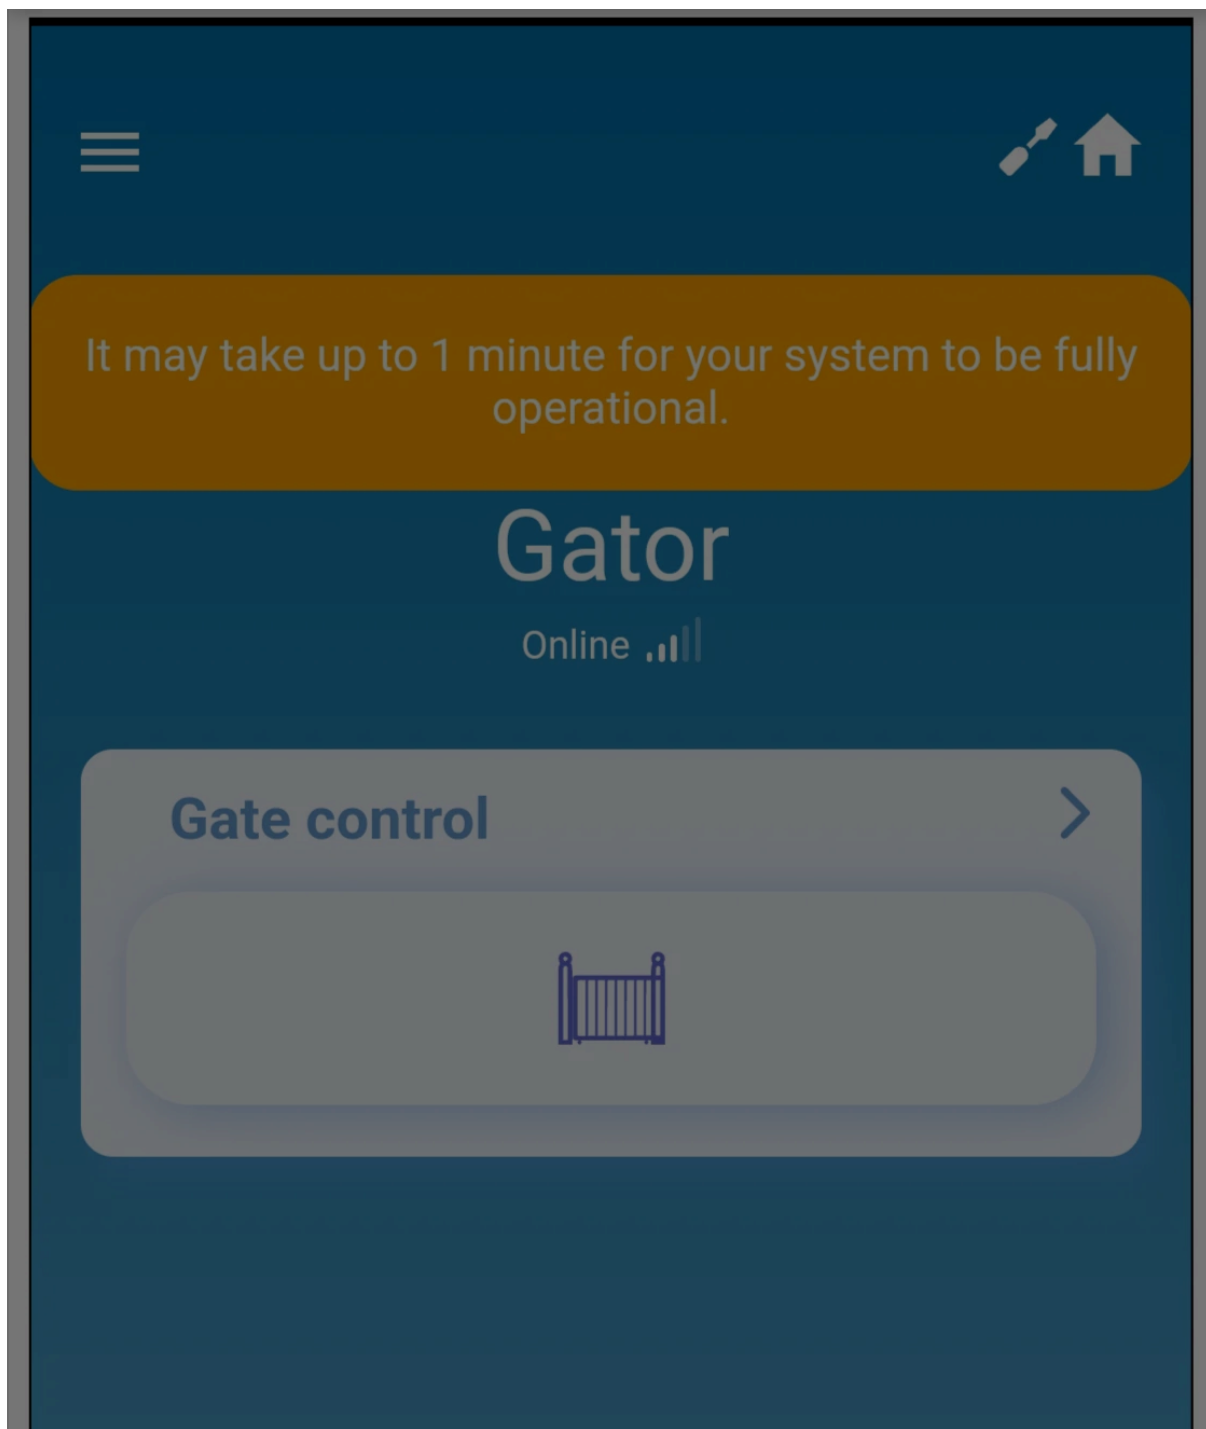 It may take up to 1 minute for your system to be fully
operational.
Gator
Online
Gate control